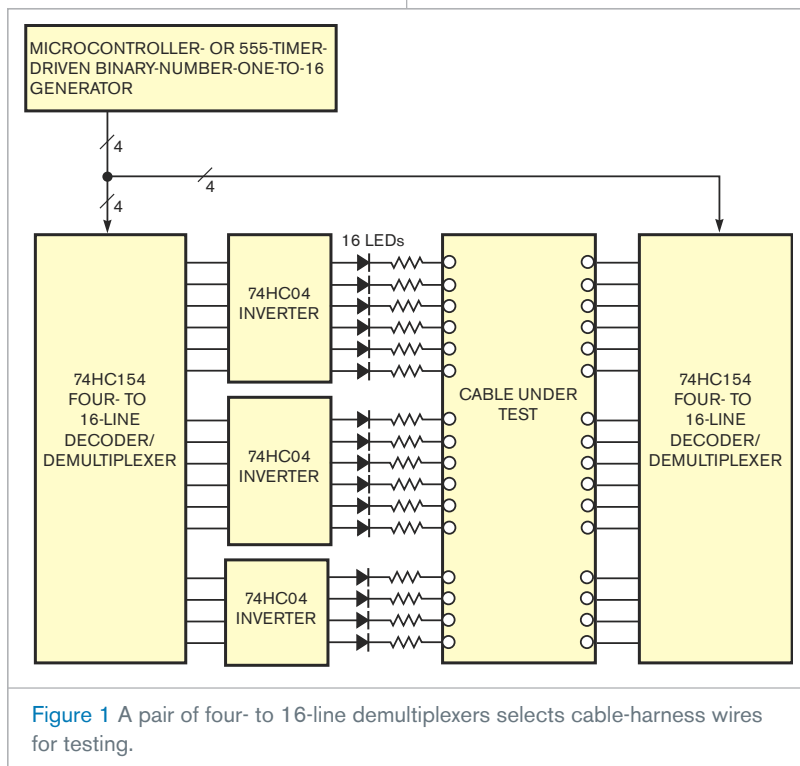 MICROCONTROLLER- OR 555-TIMER-
DRIVEN BINARY-NUMBER-ONE-TO-16
GENERATOR
4
4
4
16 LEDs
74HC154
FOUR- TO
16-LINE
DECODER/
DEMULTIPLEXER
74HC04
INVERTER
74HC04
INVERTER
74HC04
INVERTER
CABLE UNDER
TEST
74HC154
FOUR- TO
16-LINE
DECODER/
DEMULTIPLEXER
Figure 1 A pair of four- to 16-line demultiplexers selects cable-harness wires
for testing.